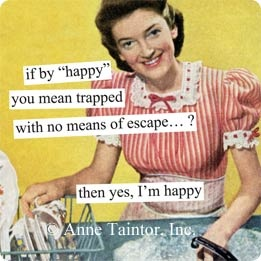 if by “happy”
you mean trapped
with no means of escape... ?
then yes, I'm happy
© Anne Taintor, Inc.